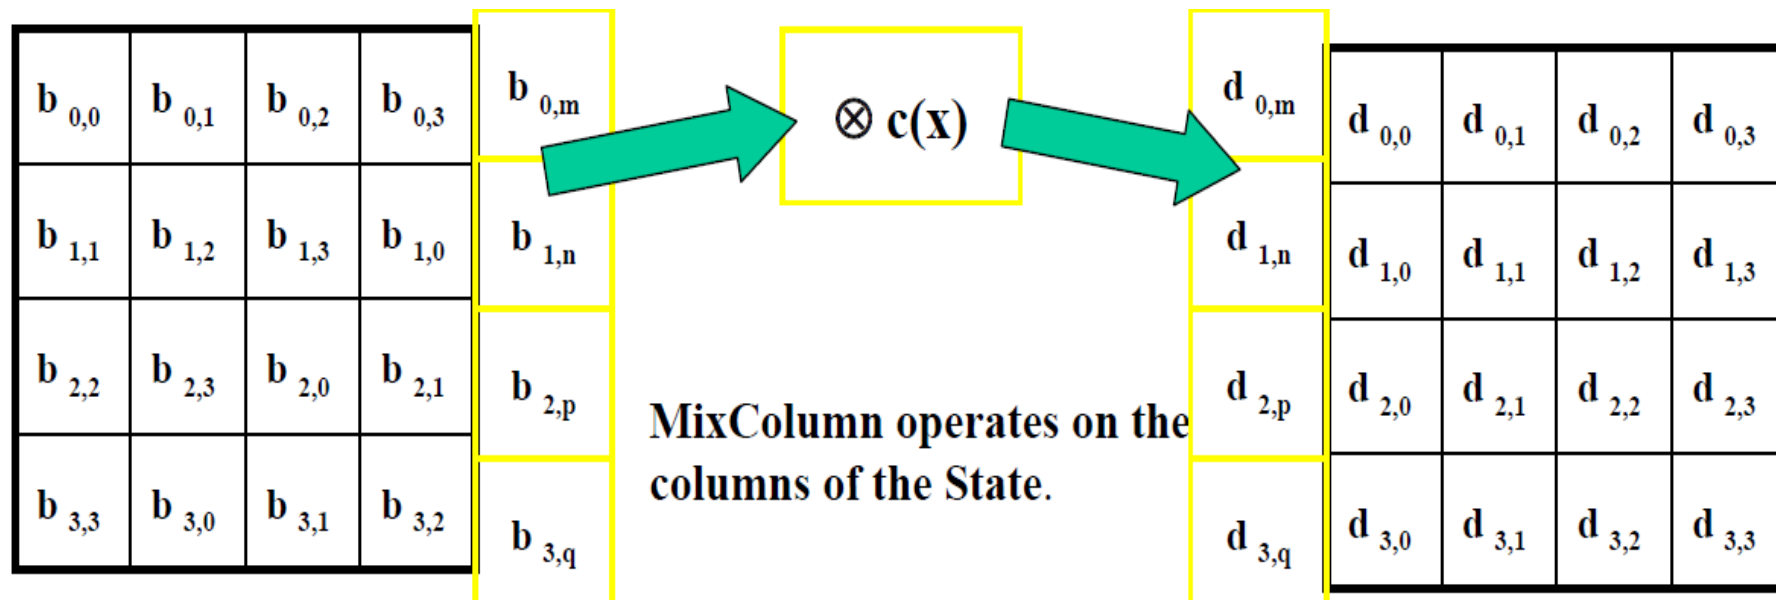 b 0,0 b 0,1 b 0,2 b 0,3
b 1,1 b 1,2 b 1,3 b 1,0
b 2,2 b 2,3 b 2,0 b 2,1
b 3,3 b 3,0 b 3,1 b 3,2
b 0,m
b 1,n
b 2,p
b 3,q
⊗ c(x)
MixColumn operates on the
columns of the State.
d 0,m
d 1,n
d 2,p
d 3,q
d 0,0 d 0,1 d 0,2 d 0,3
d 1,0 d 1,1 d 1,2 d 1,3
d 2,0 d 2,1 d 2,2 d 2,3
d 3,0 d 3,1 d 3,2 d 3,3